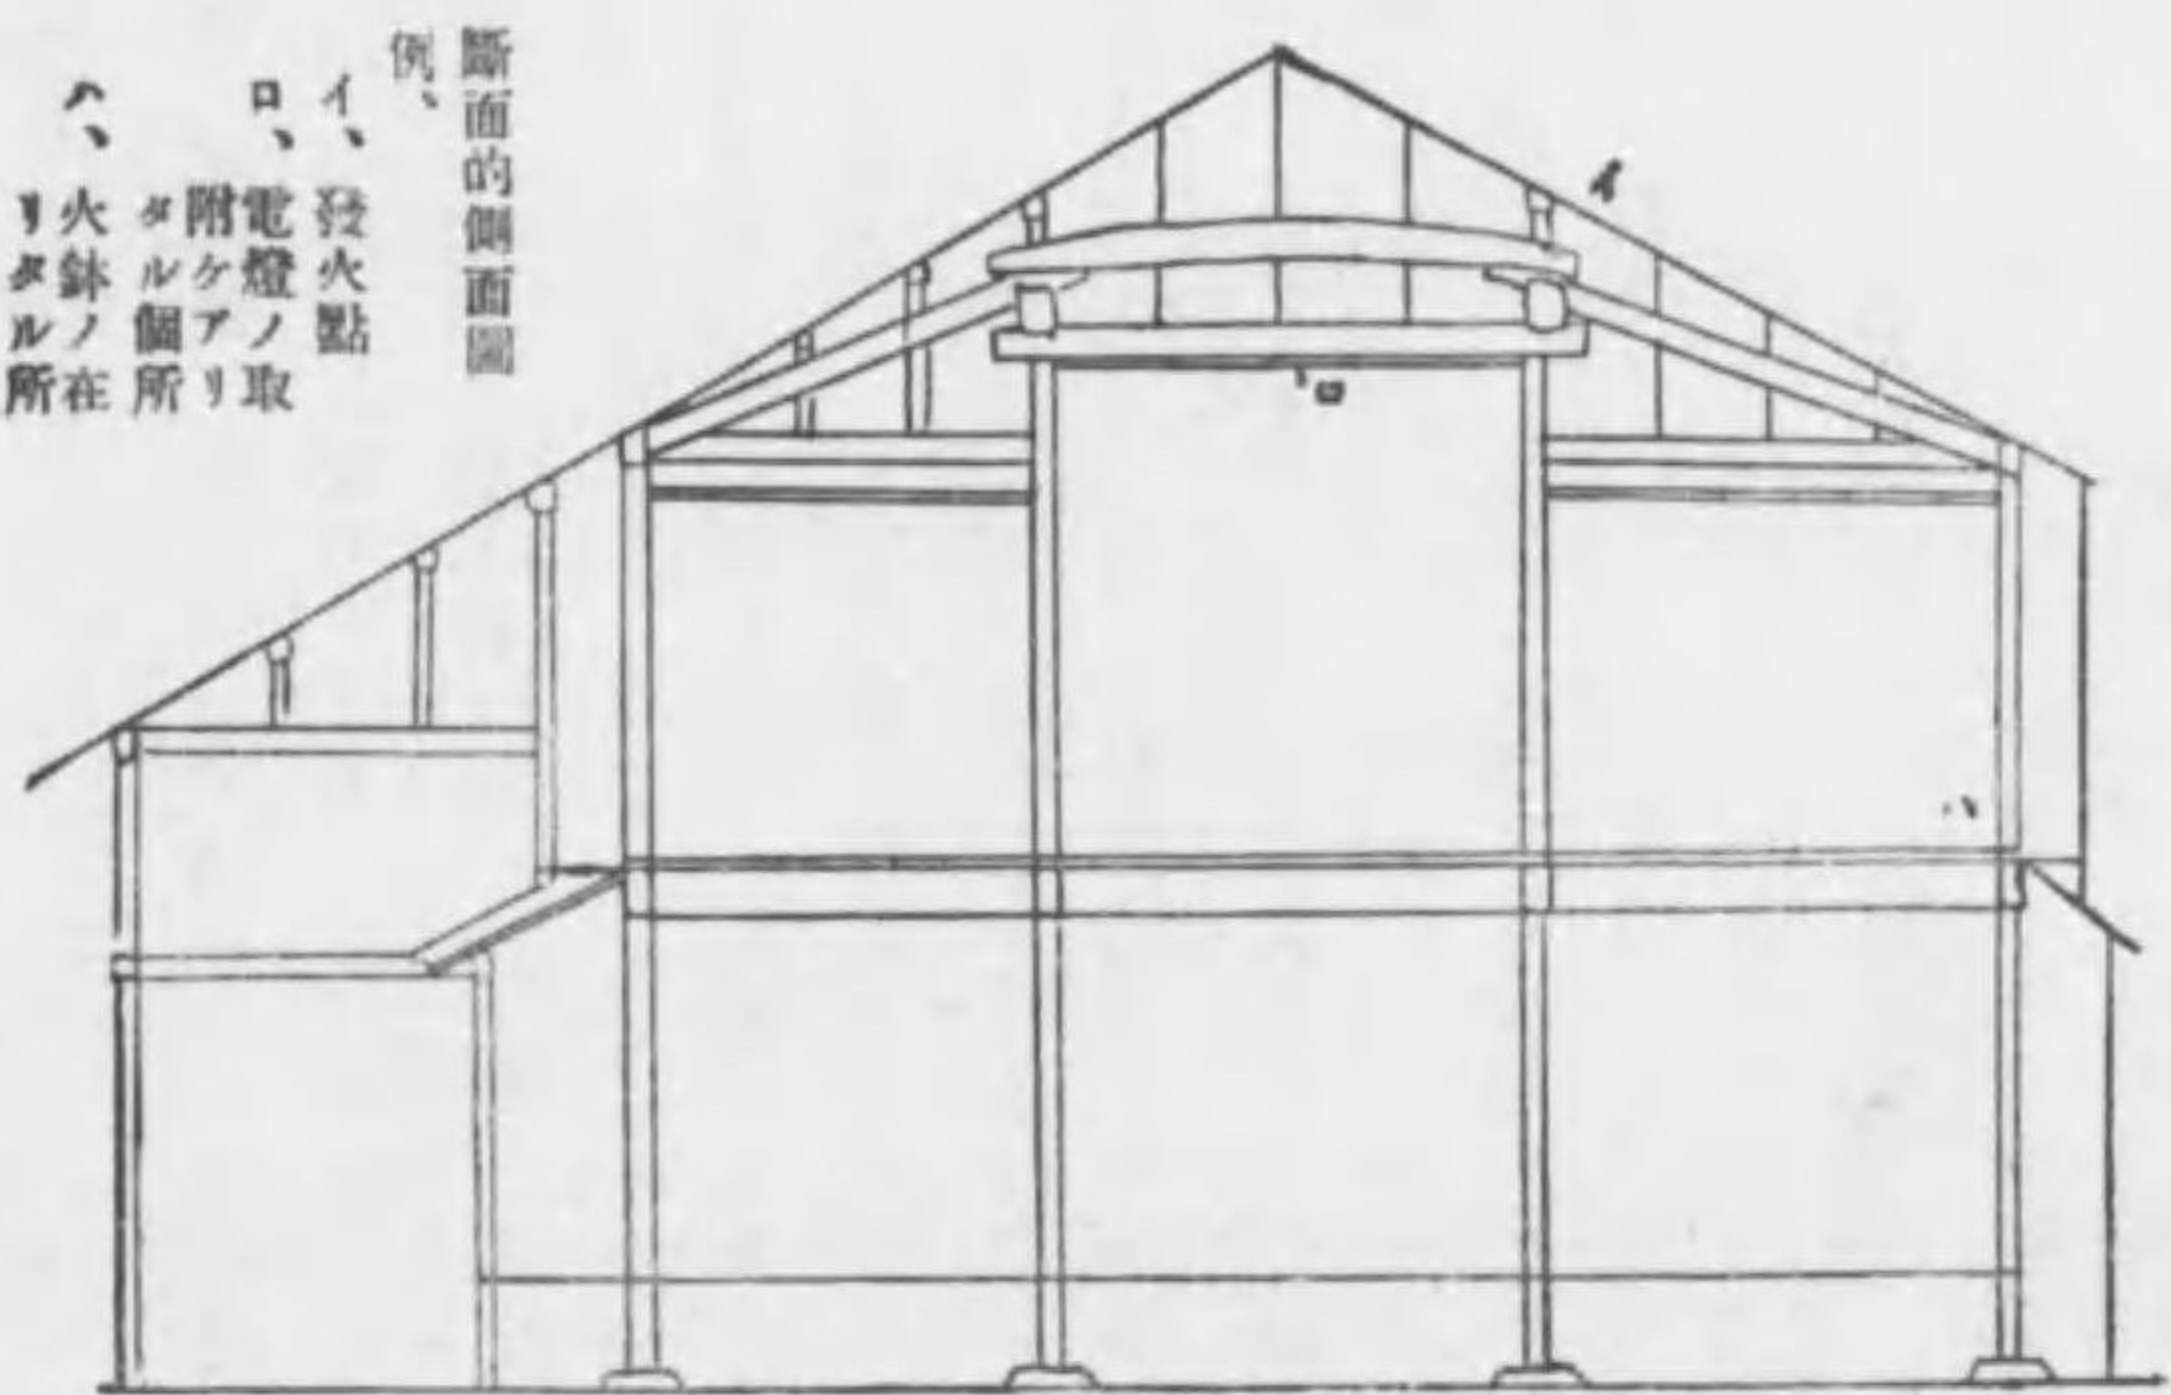 斷面的側面圖
例、
イ、發火點
ロ、電燈ノ取
附ケアリ
タル個所
ハ、火鉢ノ在
リタル所
イ
ロ
ハ